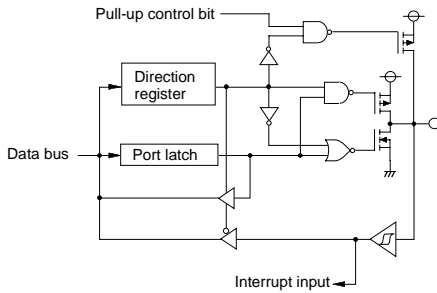 Pull-up control bit
Direction
register
Data bus
Port latch
Interrupt input